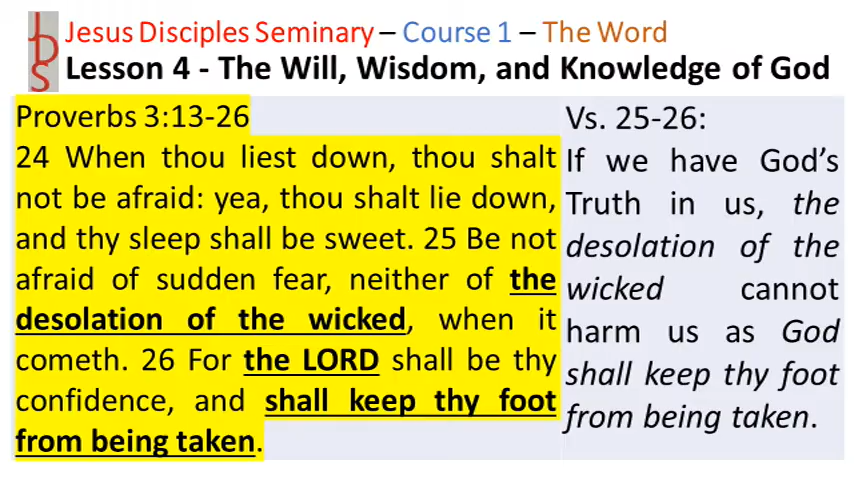 JDS
Jesus Disciples Seminary – Course 1 – The Word
Lesson 4 - The Will, Wisdom, and Knowledge of God
Proverbs 3:13-26
24 When thou liest down, thou shalt
not be afraid: yea, thou shalt lie down,
and thy sleep shall be sweet. 25 Be not
afraid of sudden fear, neither of the
desolation of the wicked, when it
cometh. 26 For the LORD shall be thy
confidence, and shall keep thy foot
from being taken.
Vs. 25-26:
If we have God’s
Truth in us, the
desolation of the
wicked cannot
harm us as God
shall keep thy foot
from being taken.